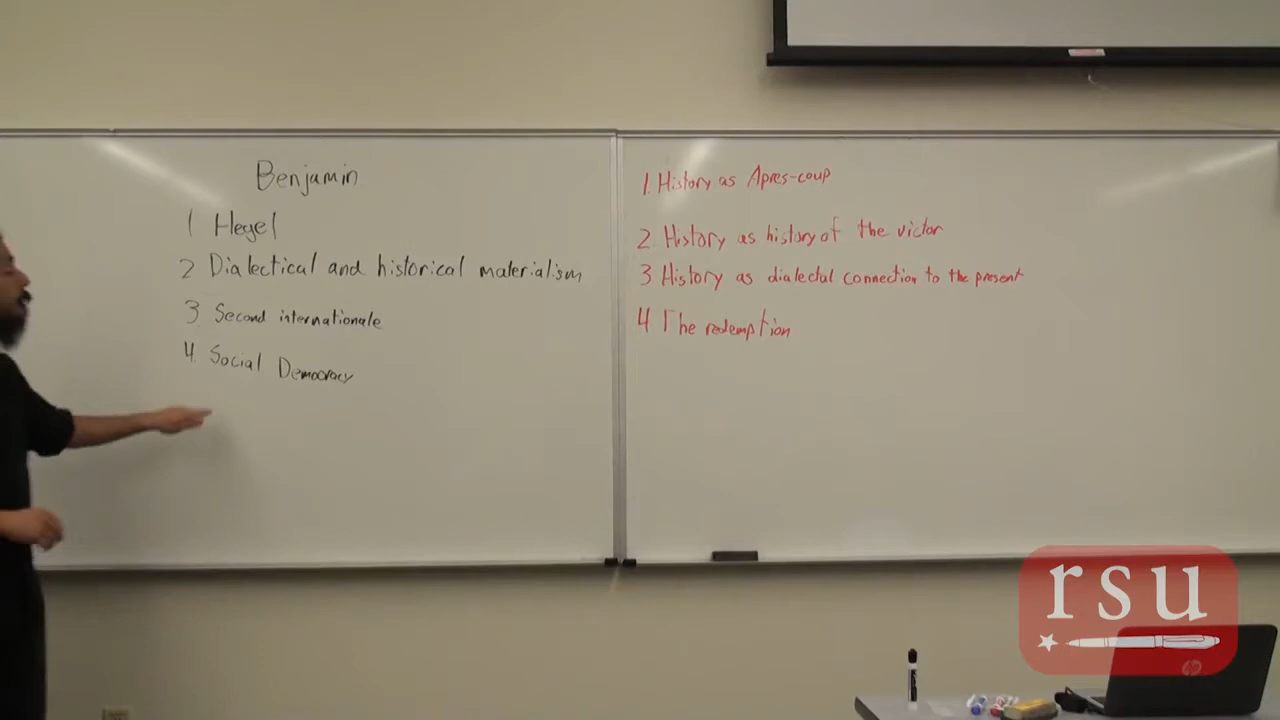 Benjamin
1 Hegel
2 Dialectical and historical materialism
3 Second internationale
4. Social Democracy
1. History as Apres-coup
2. History as history of the victor
3 History as dialectal connection to the present
4 The redemption
rsu
hp